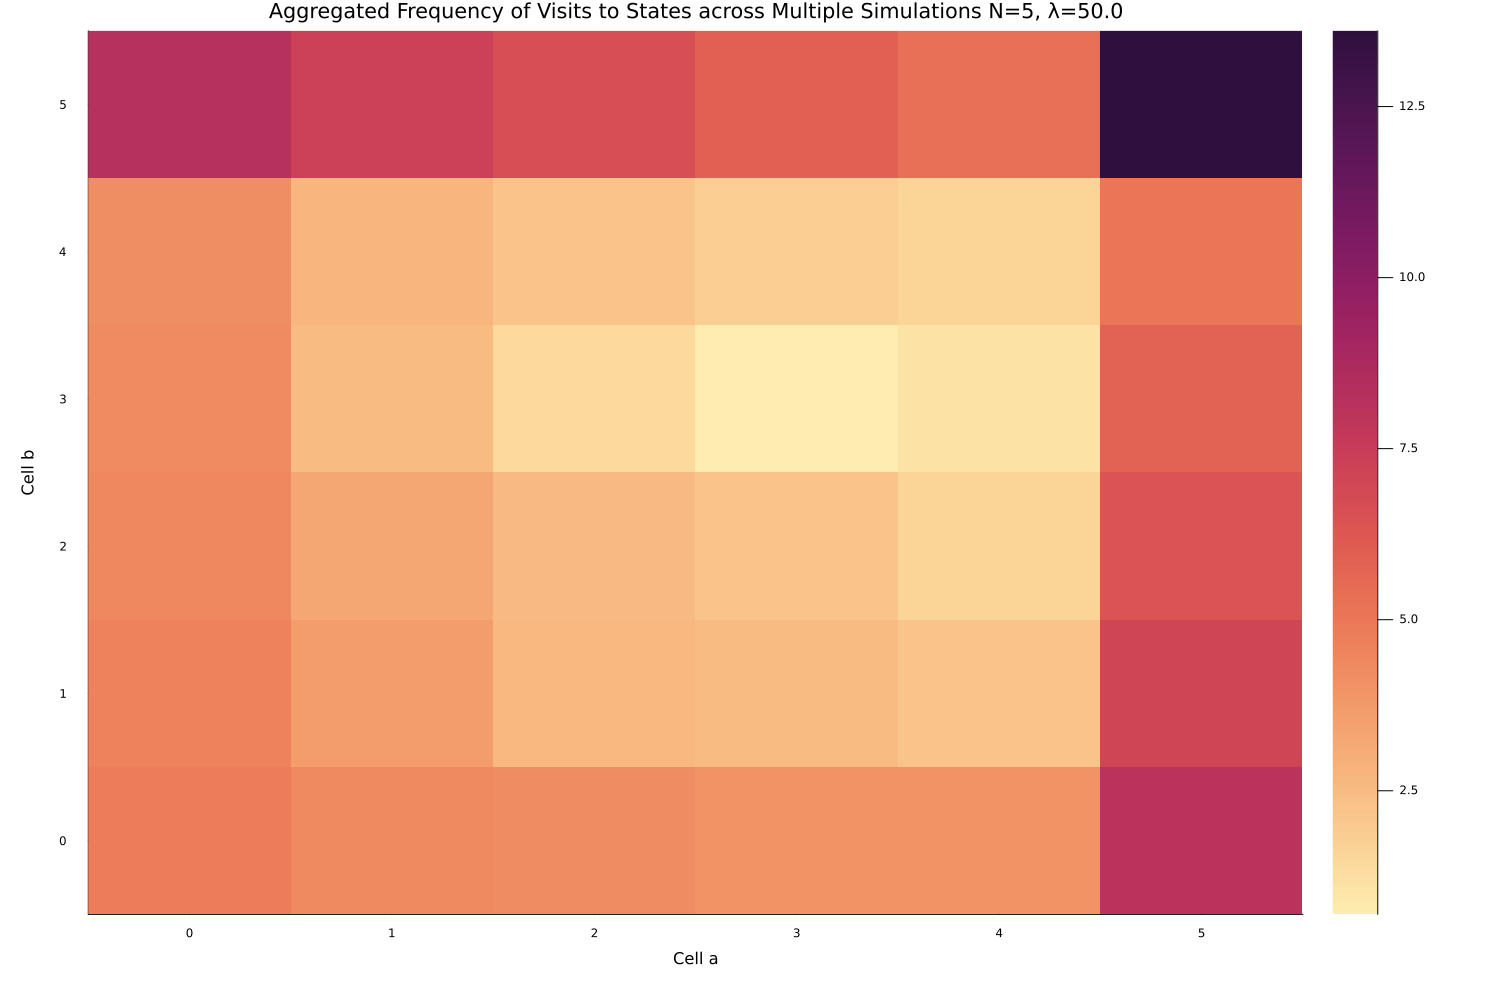 Aggregated Frequency of Visits to States across Multiple Simulations N=5, λ=50.0
5
4
3
2
1
0
Cell b
0 1 2 3 4 5
Cell a
12.5
10.0
7.5
5.0
2.5